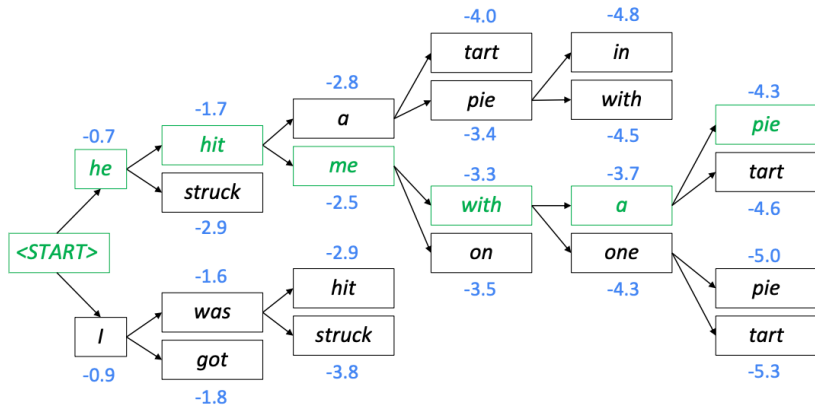 -4.0
-4.8
tart
in
-2.8
-1.7
a
pie
with
-4.3
-0.7
hit
-3.4
-4.5
pie
he
me
-3.3
-3.7
struck
-2.5
with
a
tart
-2.9
-4.6
<START>
on
one
-1.6
-2.9
-3.5
-4.3
-5.0
was
hit
pie
I
got
struck
tart
-0.9
-1.8
-3.8
-5.3